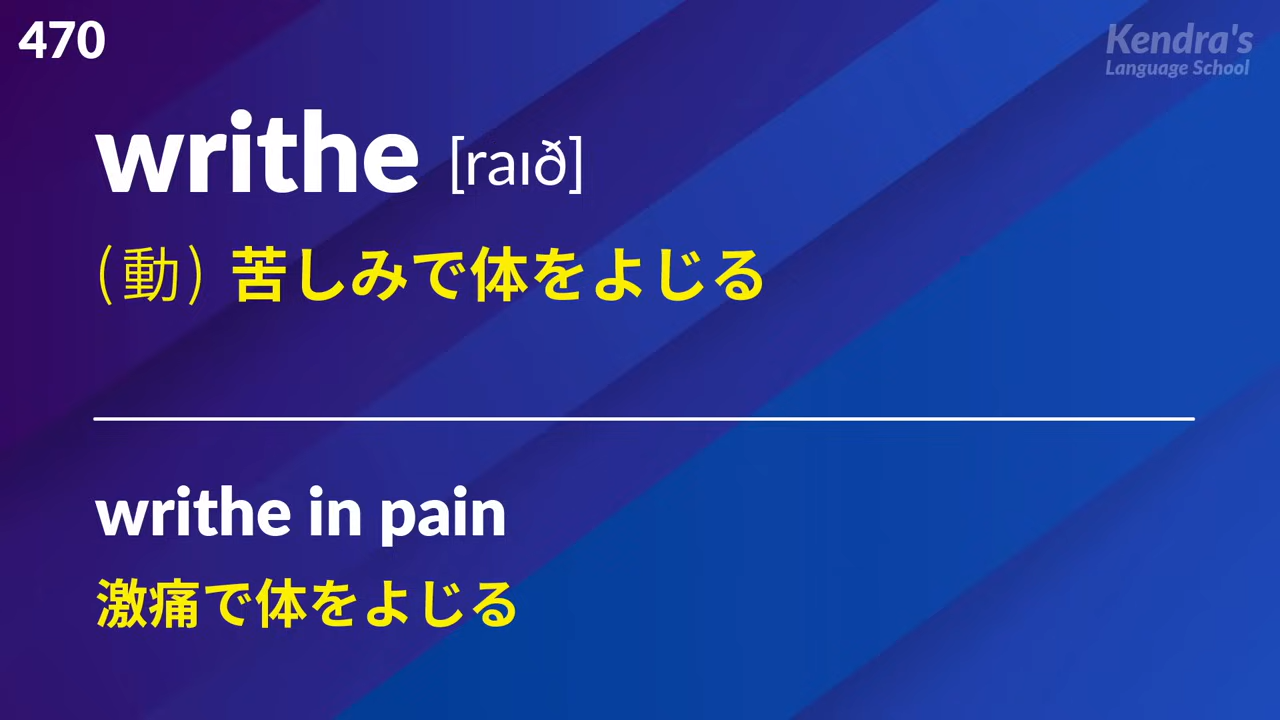 470
Kendra's
Language School
writhe [raɪð]
(動) 苦しみで体をよじる
writhe in pain
激痛で体をよじる